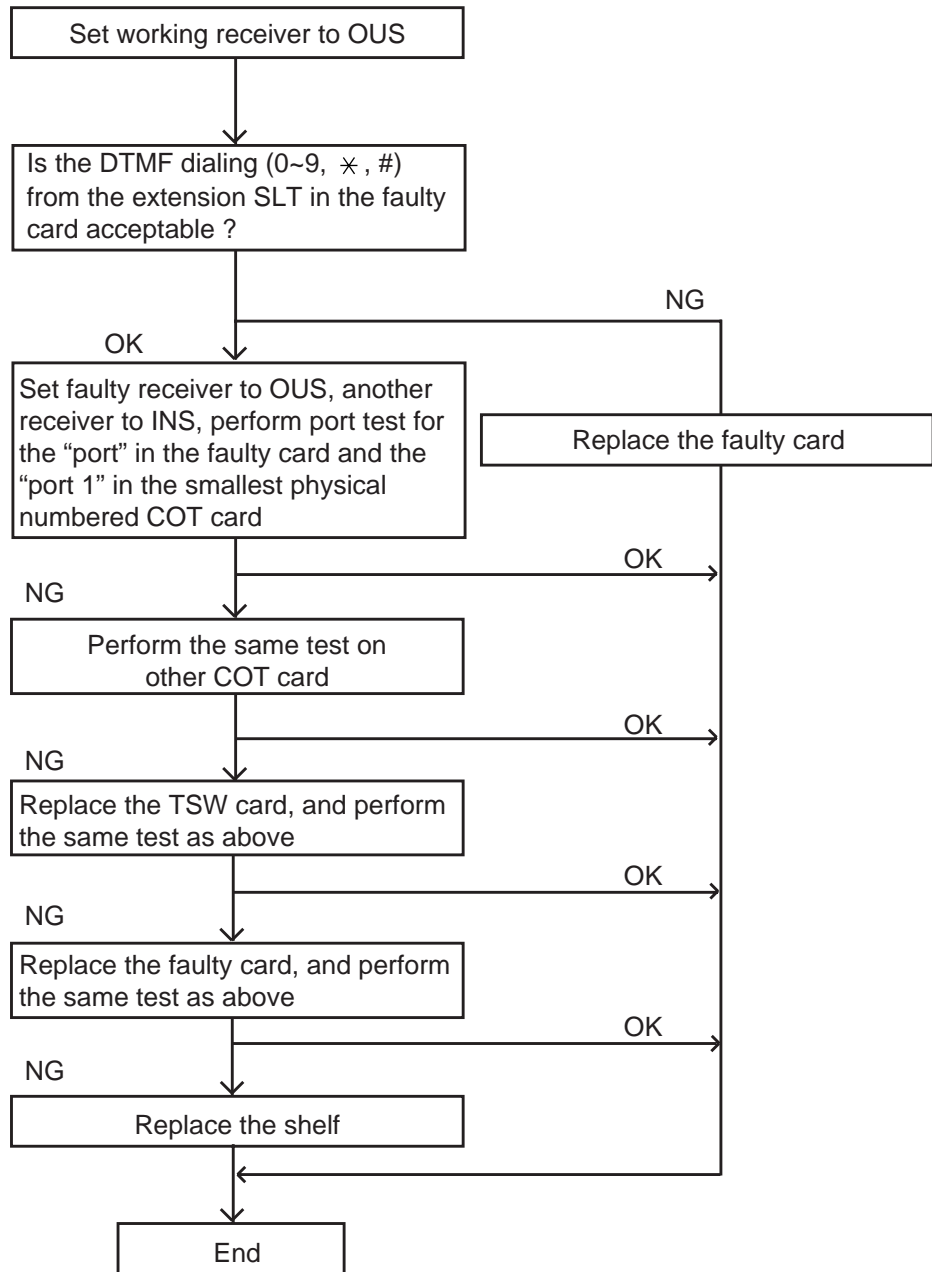 Set working receiver to OUS
Is the DTMF dialing (0~9, ✳ , #)
from the extension SLT in the faulty
card acceptable ?
NG
OK
Set faulty receiver to OUS, another
receiver to INS, perform port test for
the “port” in the faulty card and the
“port 1” in the smallest physical
numbered COT card
Replace the faulty card
OK
NG
Perform the same test on
other COT card
OK
NG
Replace the TSW card, and perform
the same test as above
OK
NG
Replace the faulty card, and perform
the same test as above
OK
NG
Replace the shelf
End